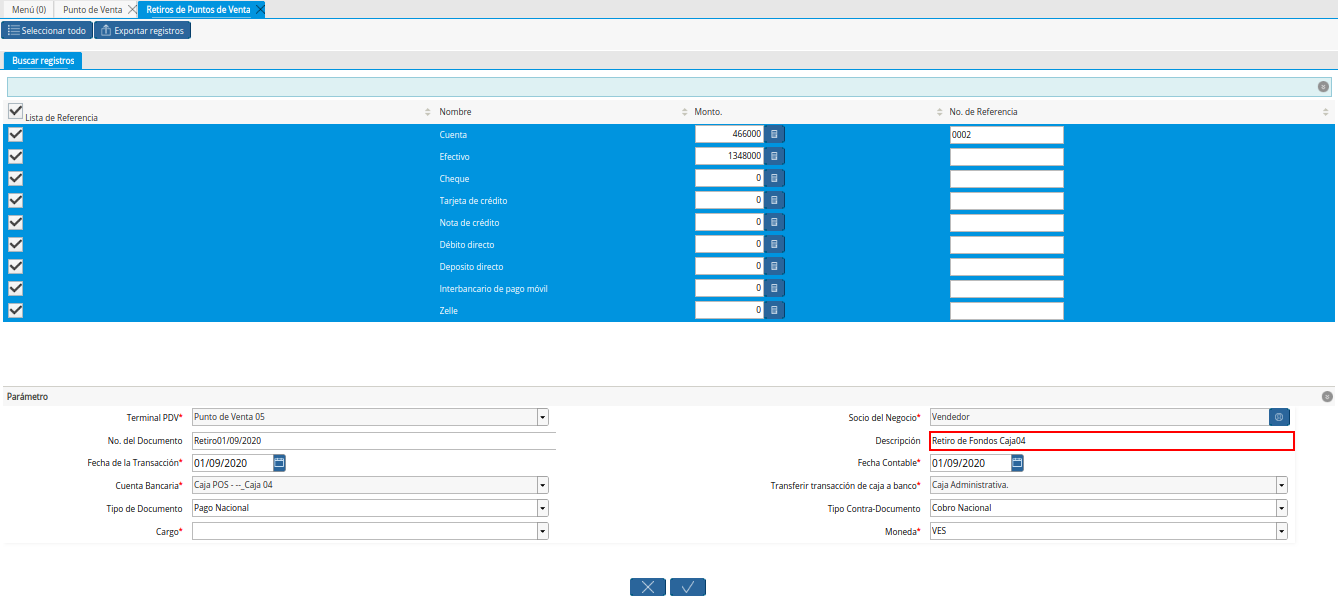 Menú (0) Punto de Venta Retiros de Puntos de Venta
Seleccionar todo Exportar registros
Buscar registros
Lista de Referencia Nombre Monto. No. de Referencia
Cuenta 466000 0002
Efectivo 1348000
Cheque 0
Tarjeta de crédito 0
Nota de crédito 0
Débito directo 0
Deposito directo 0
Interbancario de pago móvil 0
Zelle 0
Parámetro
Terminal PDV* Punto de Venta 05 Socio del Negocio* Vendedor
No. del Documento Retiro01/09/2020 Descripción Retiro de Fondos Caja04
Fecha de la Transacción* 01/09/2020 Fecha Contable* 01/09/2020
Cuenta Bancaria* Caja POS - --_Caja 04 Transferir transacción de caja a banco* Caja Administrativa.
Tipo de Documento Pago Nacional Tipo Contra-Documento Cobro Nacional
Cargo* Moneda* VES